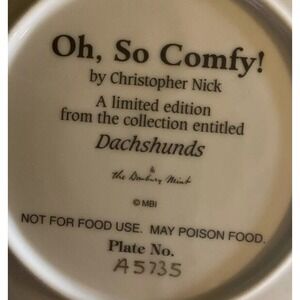 Oh, So Comfy!
by Christopher Nick
A limited edition
from the collection entitled
Dachshunds
&
the Danbury Mint
© MBI
NOT FOR FOOD USE. MAY POISON FOOD.
Plate No.
A5735